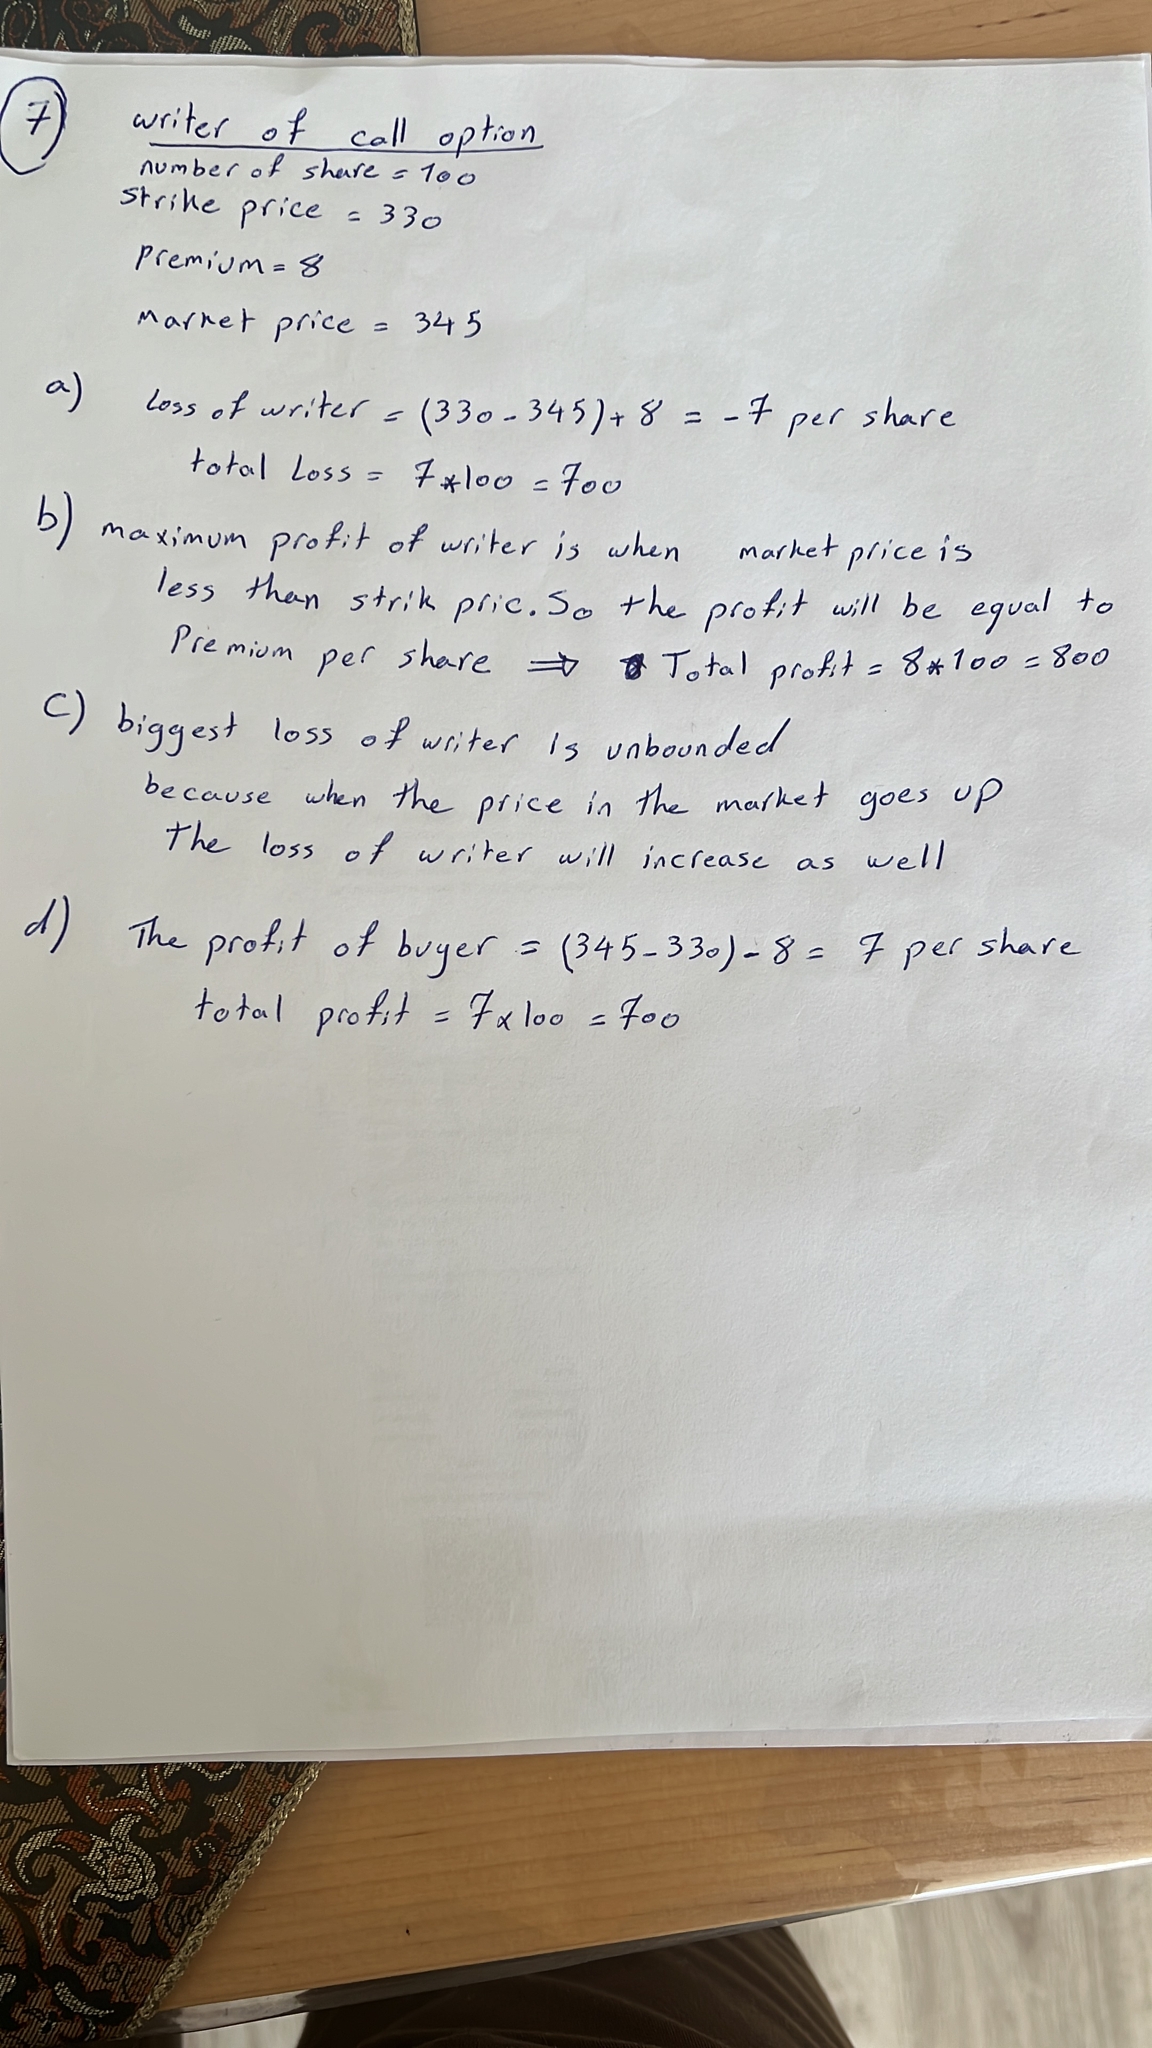 7
writer of call option
number of share = 100
Strike price = 330
Premium = 8
Market price = 345
a) Loss of writer = (330-345)+8 = -7 per share
total Loss = 7*100 = 700
b) maximum profit of writer is when market price is
less than strik pric. So the profit will be equal to
Premium per share ⇒ Total profit = 8*100 = 800
C) biggest loss of writer is unbounded
because when the price in the market goes up
The loss of writer will increase as well
d) The profit of buyer = (345-330)-8 = 7 per share
total profit = 7×100 = 700